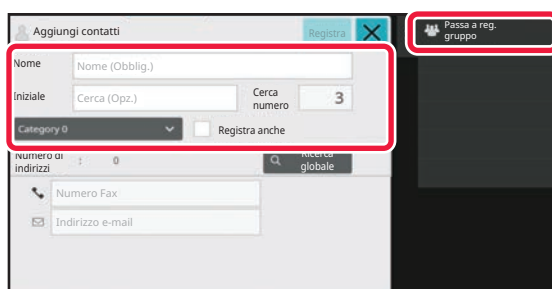 Aggiungi contatti
Registra
Passa a reg.
gruppo
Nome
Nome (Obblig.)
Iniziale
Cerca (Opz.)
Cerca
numero
3
Category 0
Registra anche
Numero di
indirizzi
:
0
Ricerca
globale
Numero Fax
Indirizzo e-mail